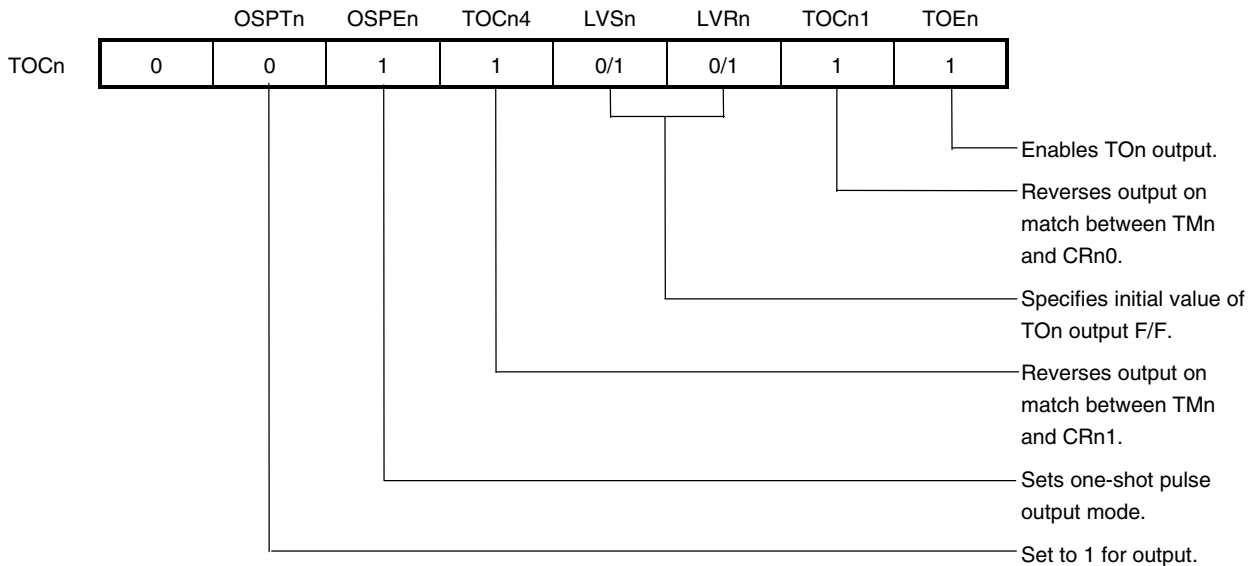 OSPTn OSPEn TOCn4 LVSn LVRn TOCn1 TOEn
TOCn 0 0 1 1 0/1 0/1 1 1
Enables TOn output.
Reverses output on
match between TMn
and CRn0.
Specifies initial value of
TOn output F/F.
Reverses output on
match between TMn
and CRn1.
Sets one-shot pulse
output mode.
Set to 1 for output.